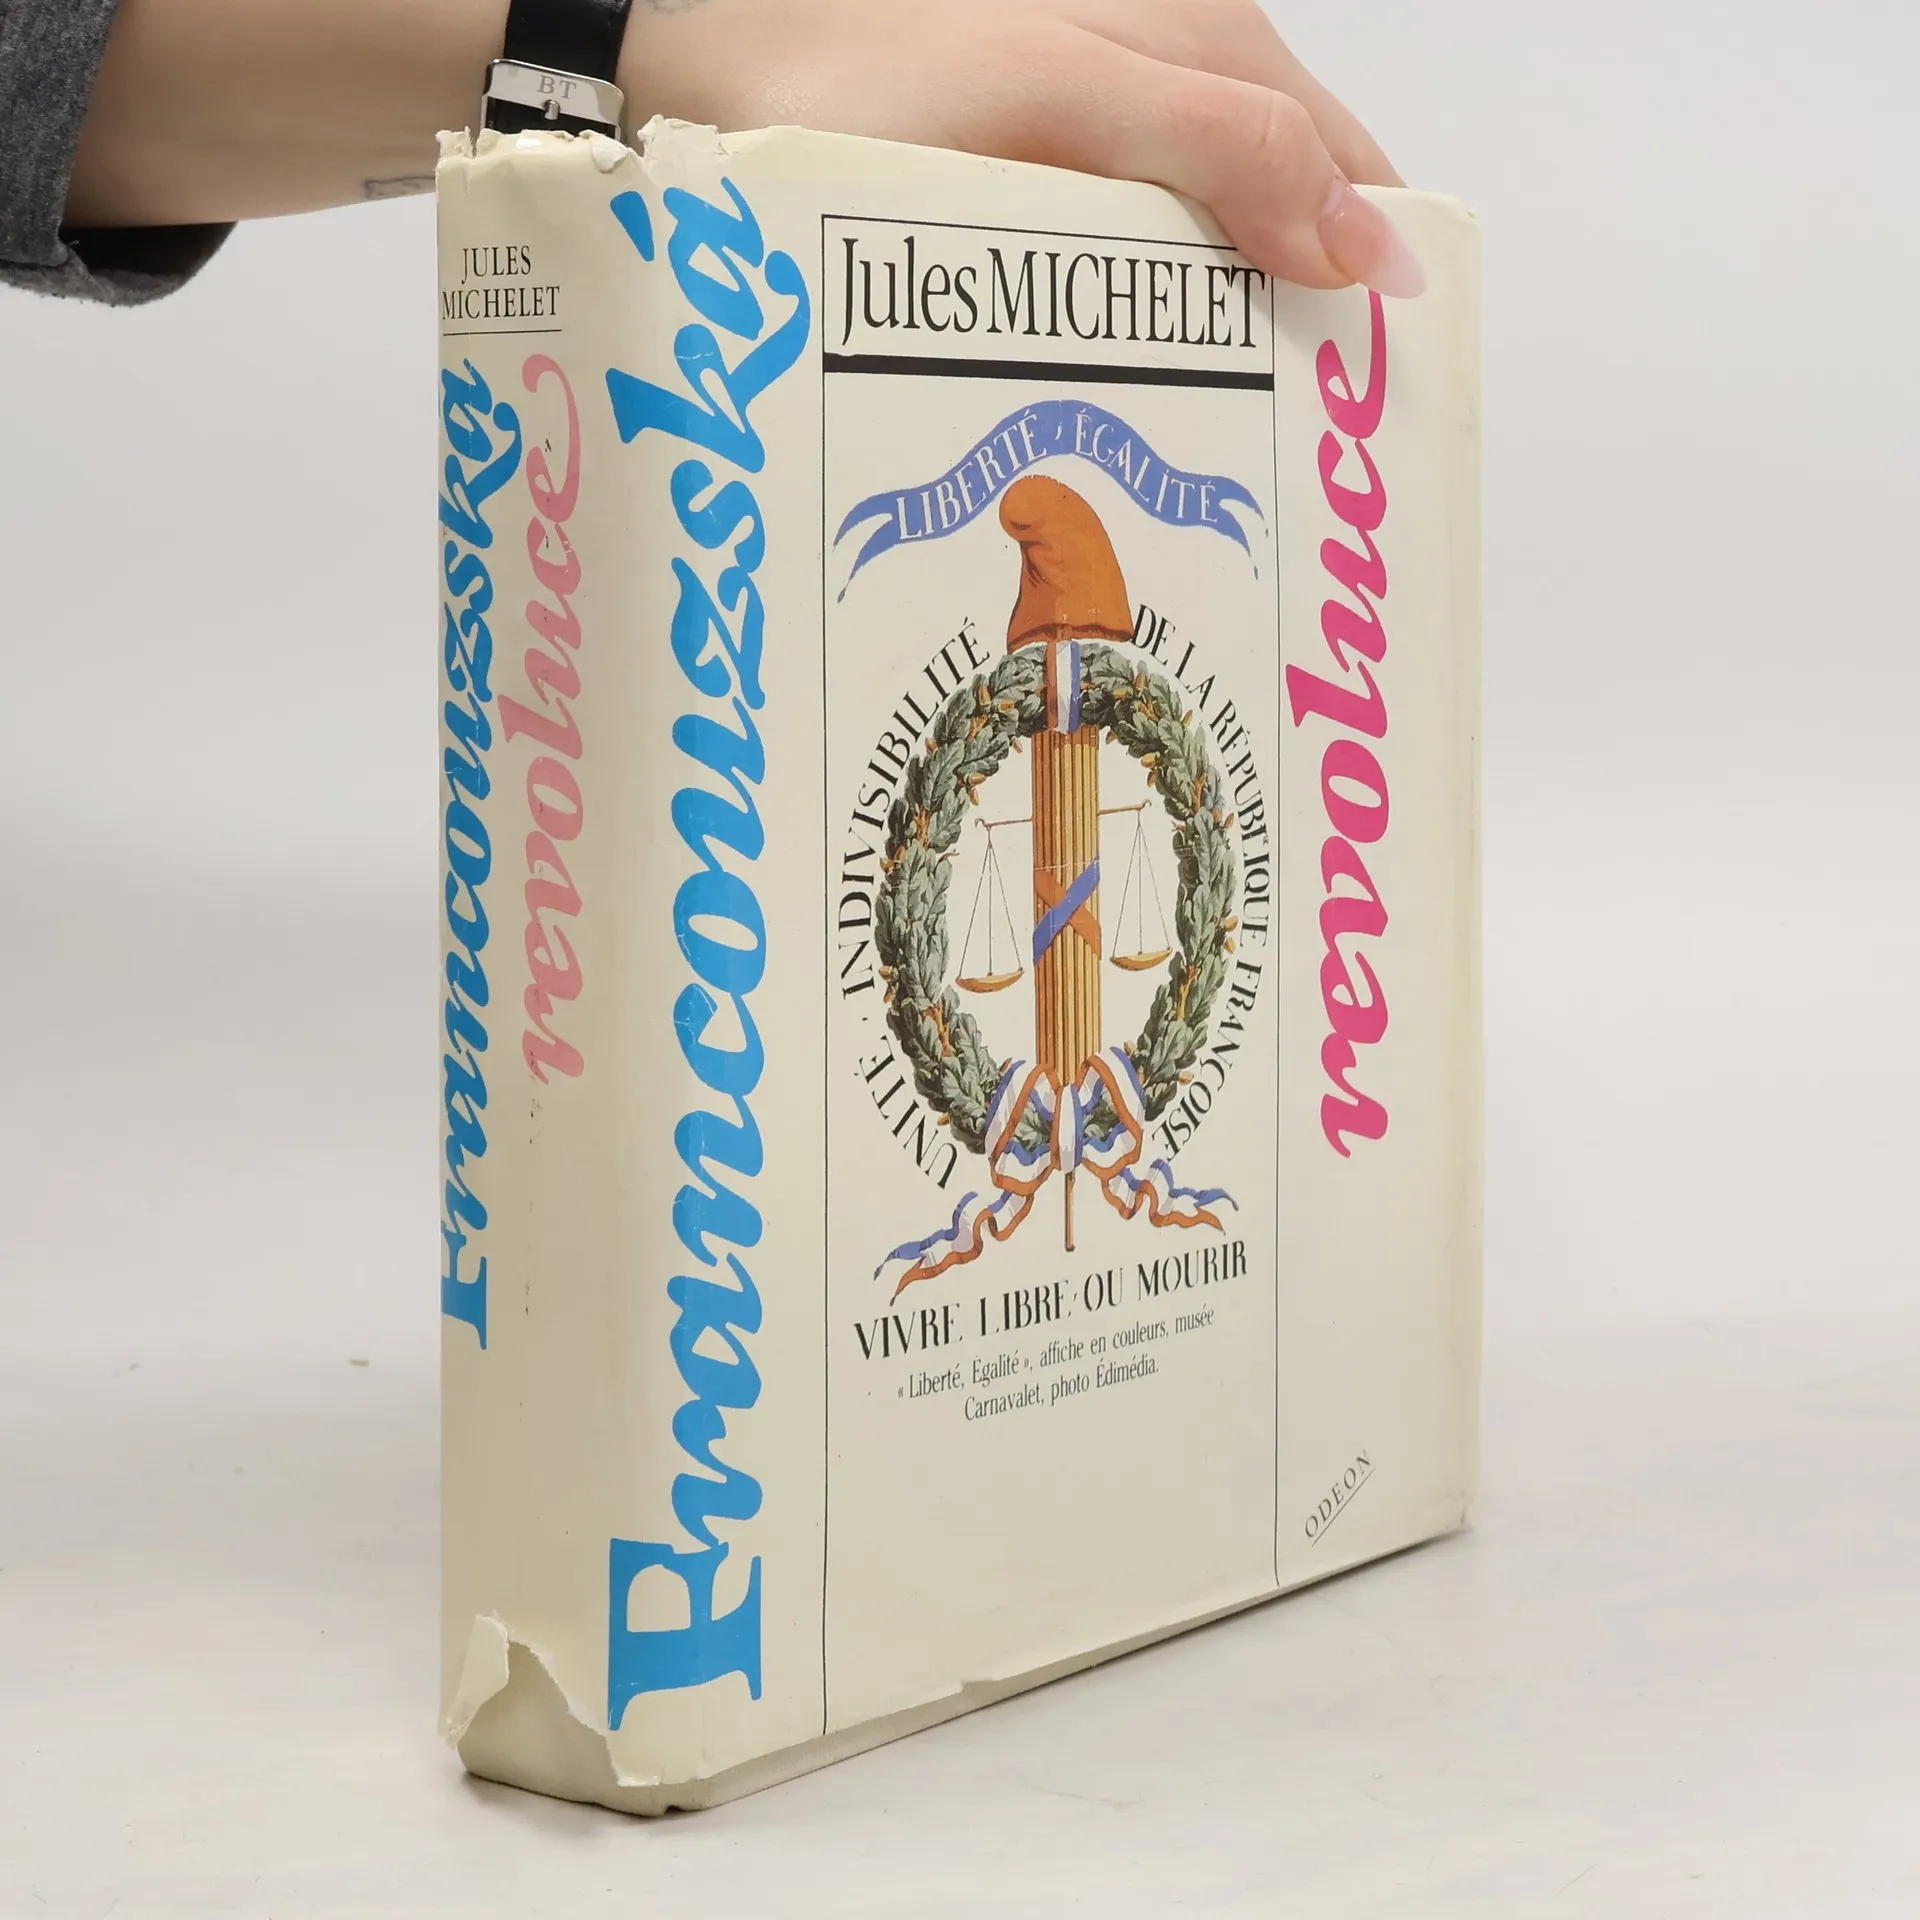 BT
JULES
MICHELET
Francouzská
revoluce
Francouzská
Jules MICHELET
LIBERTÉ, ÉGALITÉ
UNITÉ. INDIVISIBILITÉ
DE LA RÉPUBLIQUE FRANÇOISE
VIVRE LIBRE, OU MOURIR
« Liberté, Égalité », affiche en couleurs, musée
Carnavalet, photo Édimédia.
revoluce
ODEON